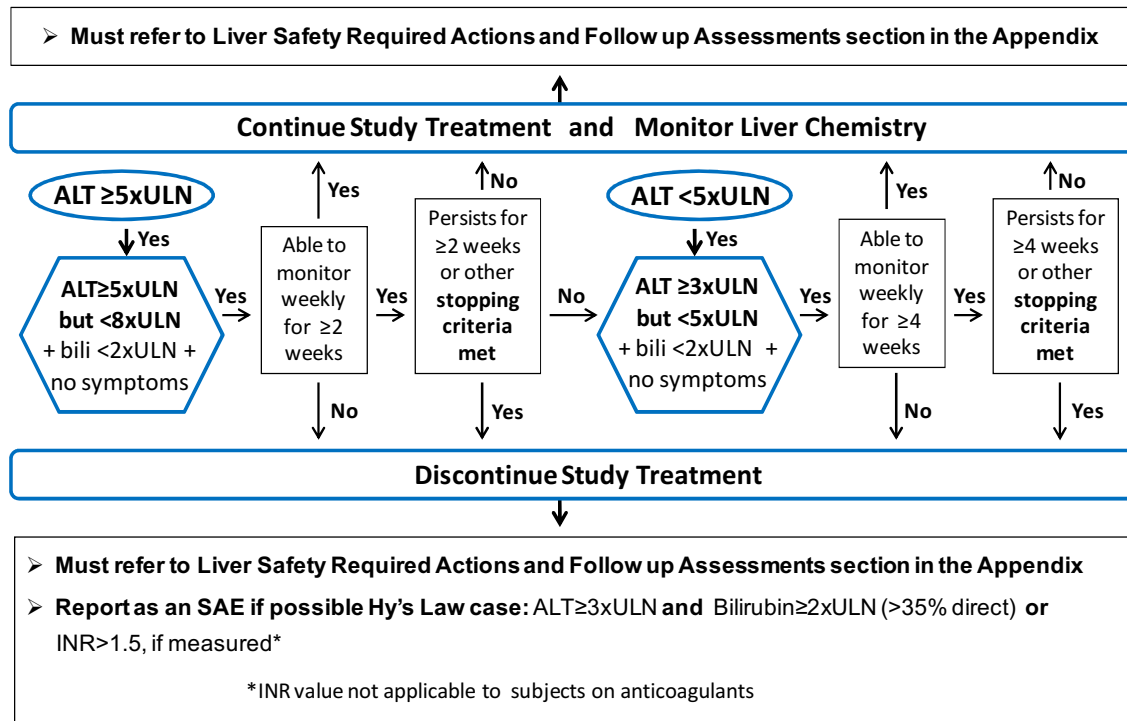 ➢ Must refer to Liver Safety Required Actions and Follow up Assessments section in the Appendix
Continue Study Treatment and Monitor Liver Chemistry
ALT ≥5xULN
Yes
ALT≥5xULN
but <8xULN
+ bili <2xULN +
no symptoms
Yes
Yes
Able to
monitor
weekly
for ≥2
weeks
No
Yes
No
Persists for
≥2 weeks
or other
stopping
criteria
met
Yes
No
ALT <5xULN
Yes
ALT ≥3xULN
but <5xULN
+ bili <2xULN +
no symptoms
Yes
Yes
Able to
monitor
weekly
for ≥4
weeks
No
Yes
No
Persists for
≥4 weeks
or other
stopping
criteria
met
Yes
Discontinue Study Treatment
➢ Must refer to Liver Safety Required Actions and Follow up Assessments section in the Appendix
➢ Report as an SAE if possible Hy's Law case: ALT≥3xULN and Bilirubin≥2xULN (>35% direct) or
INR>1.5, if measured*
*INR value not applicable to subjects on anticoagulants